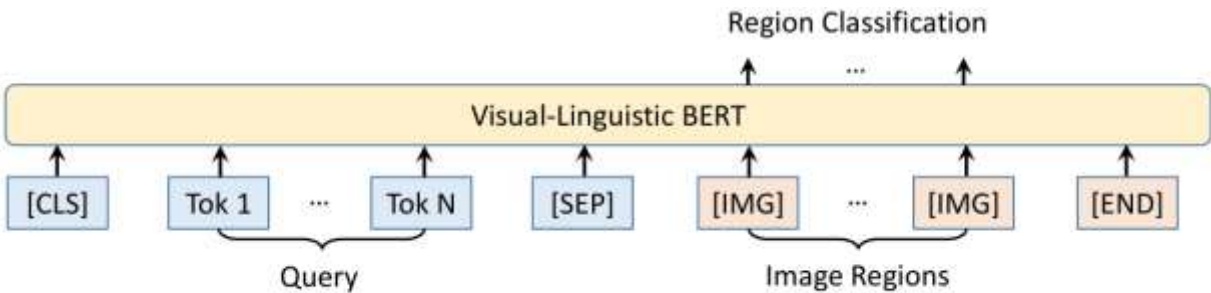 Region Classification
...
Visual-Linguistic BERT
[CLS] Tok 1 ... Tok N [SEP] [IMG] ... [IMG] [END]
Query Image Regions